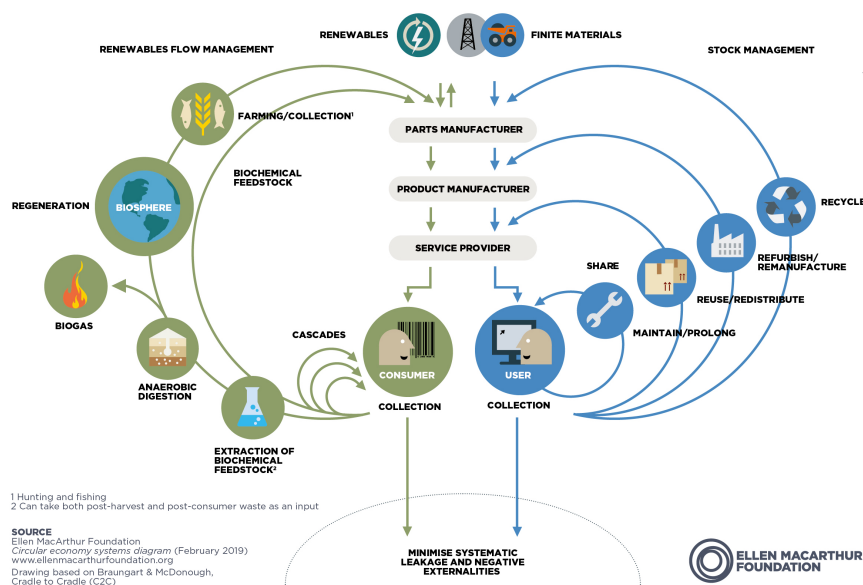 RENEWABLES
FINITE MATERIALS
RENEWABLES FLOW MANAGEMENT
STOCK MANAGEMENT
FARMING/COLLECTION¹
PARTS MANUFACTURER
BIOCHEMICAL
FEEDSTOCK
PRODUCT MANUFACTURER
REGENERATION
BIOSPHERE
RECYCLE
SERVICE PROVIDER
SHARE
REFURBISH/
REMANUFACTURE
REUSE/REDISTRIBUTE
BIOGAS
CASCADES
MAINTAIN/PROLONG
ANAEROBIC
DIGESTION
CONSUMER
USER
COLLECTION
COLLECTION
EXTRACTION OF
BIOCHEMICAL
FEEDSTOCK²
1 Hunting and fishing
2 Can take both post-harvest and post-consumer waste as an input
SOURCE
Ellen MacArthur Foundation
Circular economy systems diagram (February 2019)
www.ellenmacarthurfoundation.org
Drawing based on Braungart & McDonough,
Cradle to Cradle (C2C)
MINIMISE SYSTEMATIC
LEAKAGE AND NEGATIVE
EXTERNALITIES
ELLEN MACARTHUR
FOUNDATION